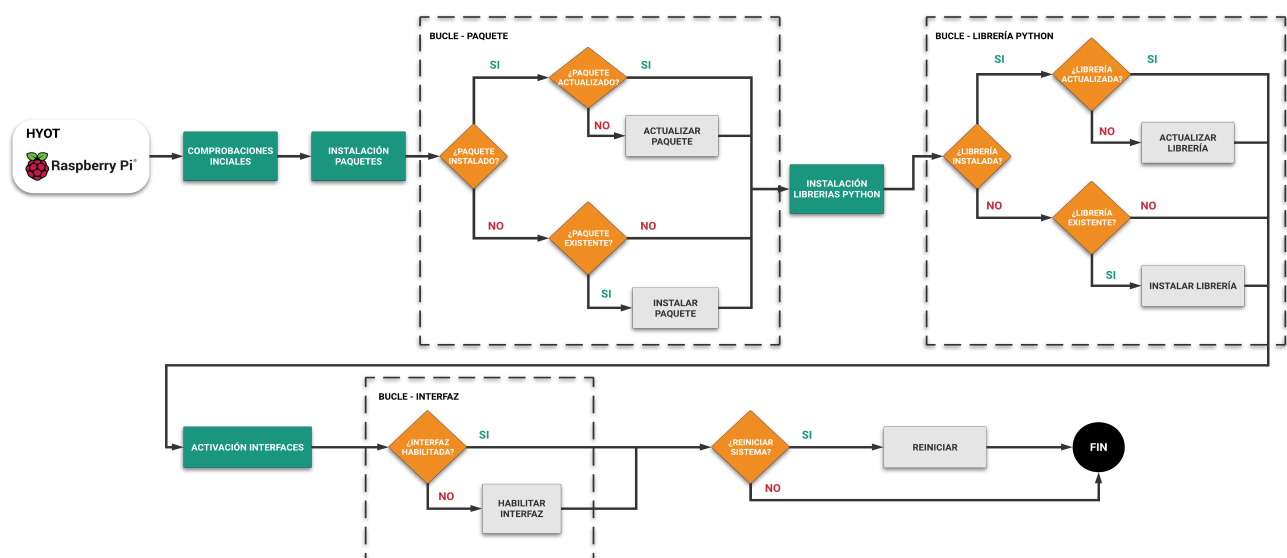 BUCLE - PAQUETE
BUCLE - LIBRERÍA PYTHON
SI
¿PAQUETE
ACTUALIZADO?
SI
NO
ACTUALIZAR
PAQUETE
HYOT
Raspberry Pi®
COMPROBACIONES
INCIALES
INSTALACIÓN
PAQUETES
¿PAQUETE
INSTALADO?
NO
¿PAQUETE
EXISTENTE?
NO
SI
INSTALAR
PAQUETE
INSTALACIÓN
LIBRERIAS PYTHON
SI
¿LIBRERÍA
ACTUALIZADA?
SI
NO
ACTUALIZAR
LIBRERÍA
¿LIBRERÍA
INSTALADA?
NO
¿LIBRERÍA
EXISTENTE?
NO
SI
INSTALAR LIBRERÍA
BUCLE - INTERFAZ
ACTIVACIÓN INTERFACES
¿INTERFAZ
HABILITADA?
SI
NO
HABILITAR
INTERFAZ
¿REINICIAR
SISTEMA?
SI
REINICIAR
NO
FIN